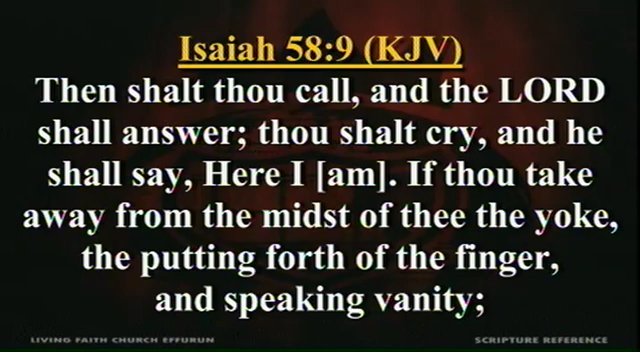 Isaiah 58:9 (KJV)
Then shalt thou call, and the LORD
shall answer; thou shalt cry, and he
shall say, Here I [am]. If thou take
away from the midst of thee the yoke,
the putting forth of the finger,
and speaking vanity;
LIVING FAITH CHURCH EFFURUN
SCRIPTURE REFERENCE